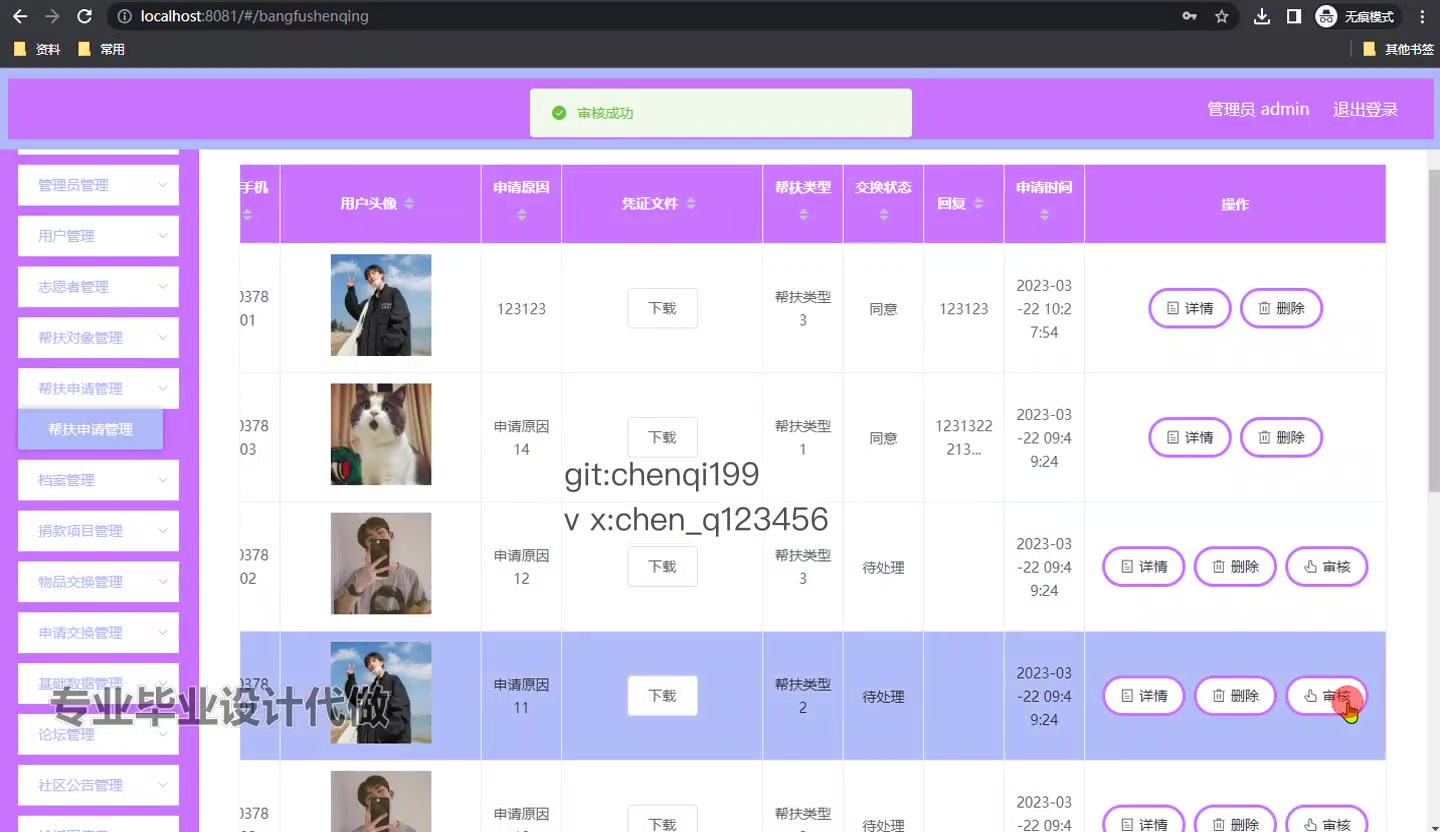 localhost:8081/#/bangfushenqing
无痕模式
资料
常用
其他书签
审核成功
管理员 admin
退出登录
管理员管理
用户管理
志愿者管理
帮扶对象管理
帮扶申请管理
帮扶申请管理
档案管理
捐款项目管理
物品交换管理
申请交换管理
基础数据管理
论坛管理
社区公告管理
手机
用户头像
申请原因
凭证文件
帮扶类型
交换状态
回复
申请时间
操作
0378
01
123123
下载
帮扶类型
3
同意
123123
2023-03
-22 10:2
7:54
详情
删除
0378
03
申请原因
14
下载
帮扶类型
1
同意
1231322
213...
2023-03
-22 09:4
9:24
详情
删除
git:chenqi199
v x:chen_q123456
0378
02
申请原因
12
下载
帮扶类型
3
待处理
2023-03
-22 09:4
9:24
详情
删除
审核
0378
申请原因
11
下载
帮扶类型
2
待处理
2023-03
-22 09:4
9:24
详情
删除
审核
专业毕业设计代做
0378
申请原因
下载
帮扶类型
待处理
2023-03
-22 09:4
详情
删除
审核